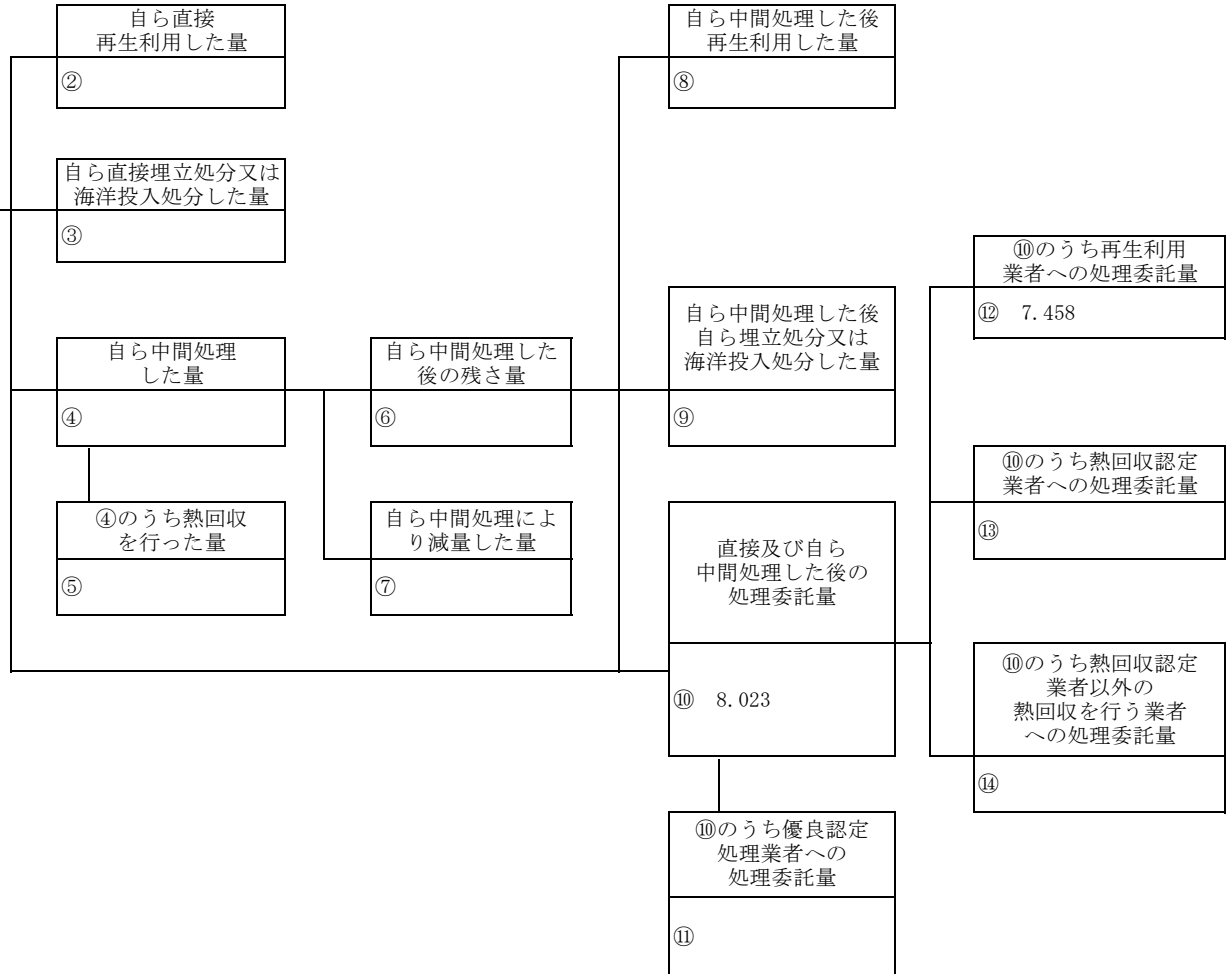 自ら直接
再生利用した量
②
自ら直接埋立処分又は
海洋投入処分した量
③
自ら中間処理
した量
④
④のうち熱回収
を行った量
⑤
自ら中間処理した
後の残さ量
⑥
自ら中間処理によ
り減量した量
⑦
自ら中間処理した後
再生利用した量
⑧
自ら中間処理した後
自ら埋立処分又は
海洋投入処分した量
⑨
直接及び自ら
中間処理した後の
処理委託量
⑩ 8.023
⑩のうち優良認定
処理業者への
処理委託量
⑪
⑩のうち再生利用
業者への処理委託量
⑫ 7.458
⑩のうち熱回収認定
業者への処理委託量
⑬
⑩のうち熱回収認定
業者以外の
熱回収を行う業者
への処理委託量
⑭